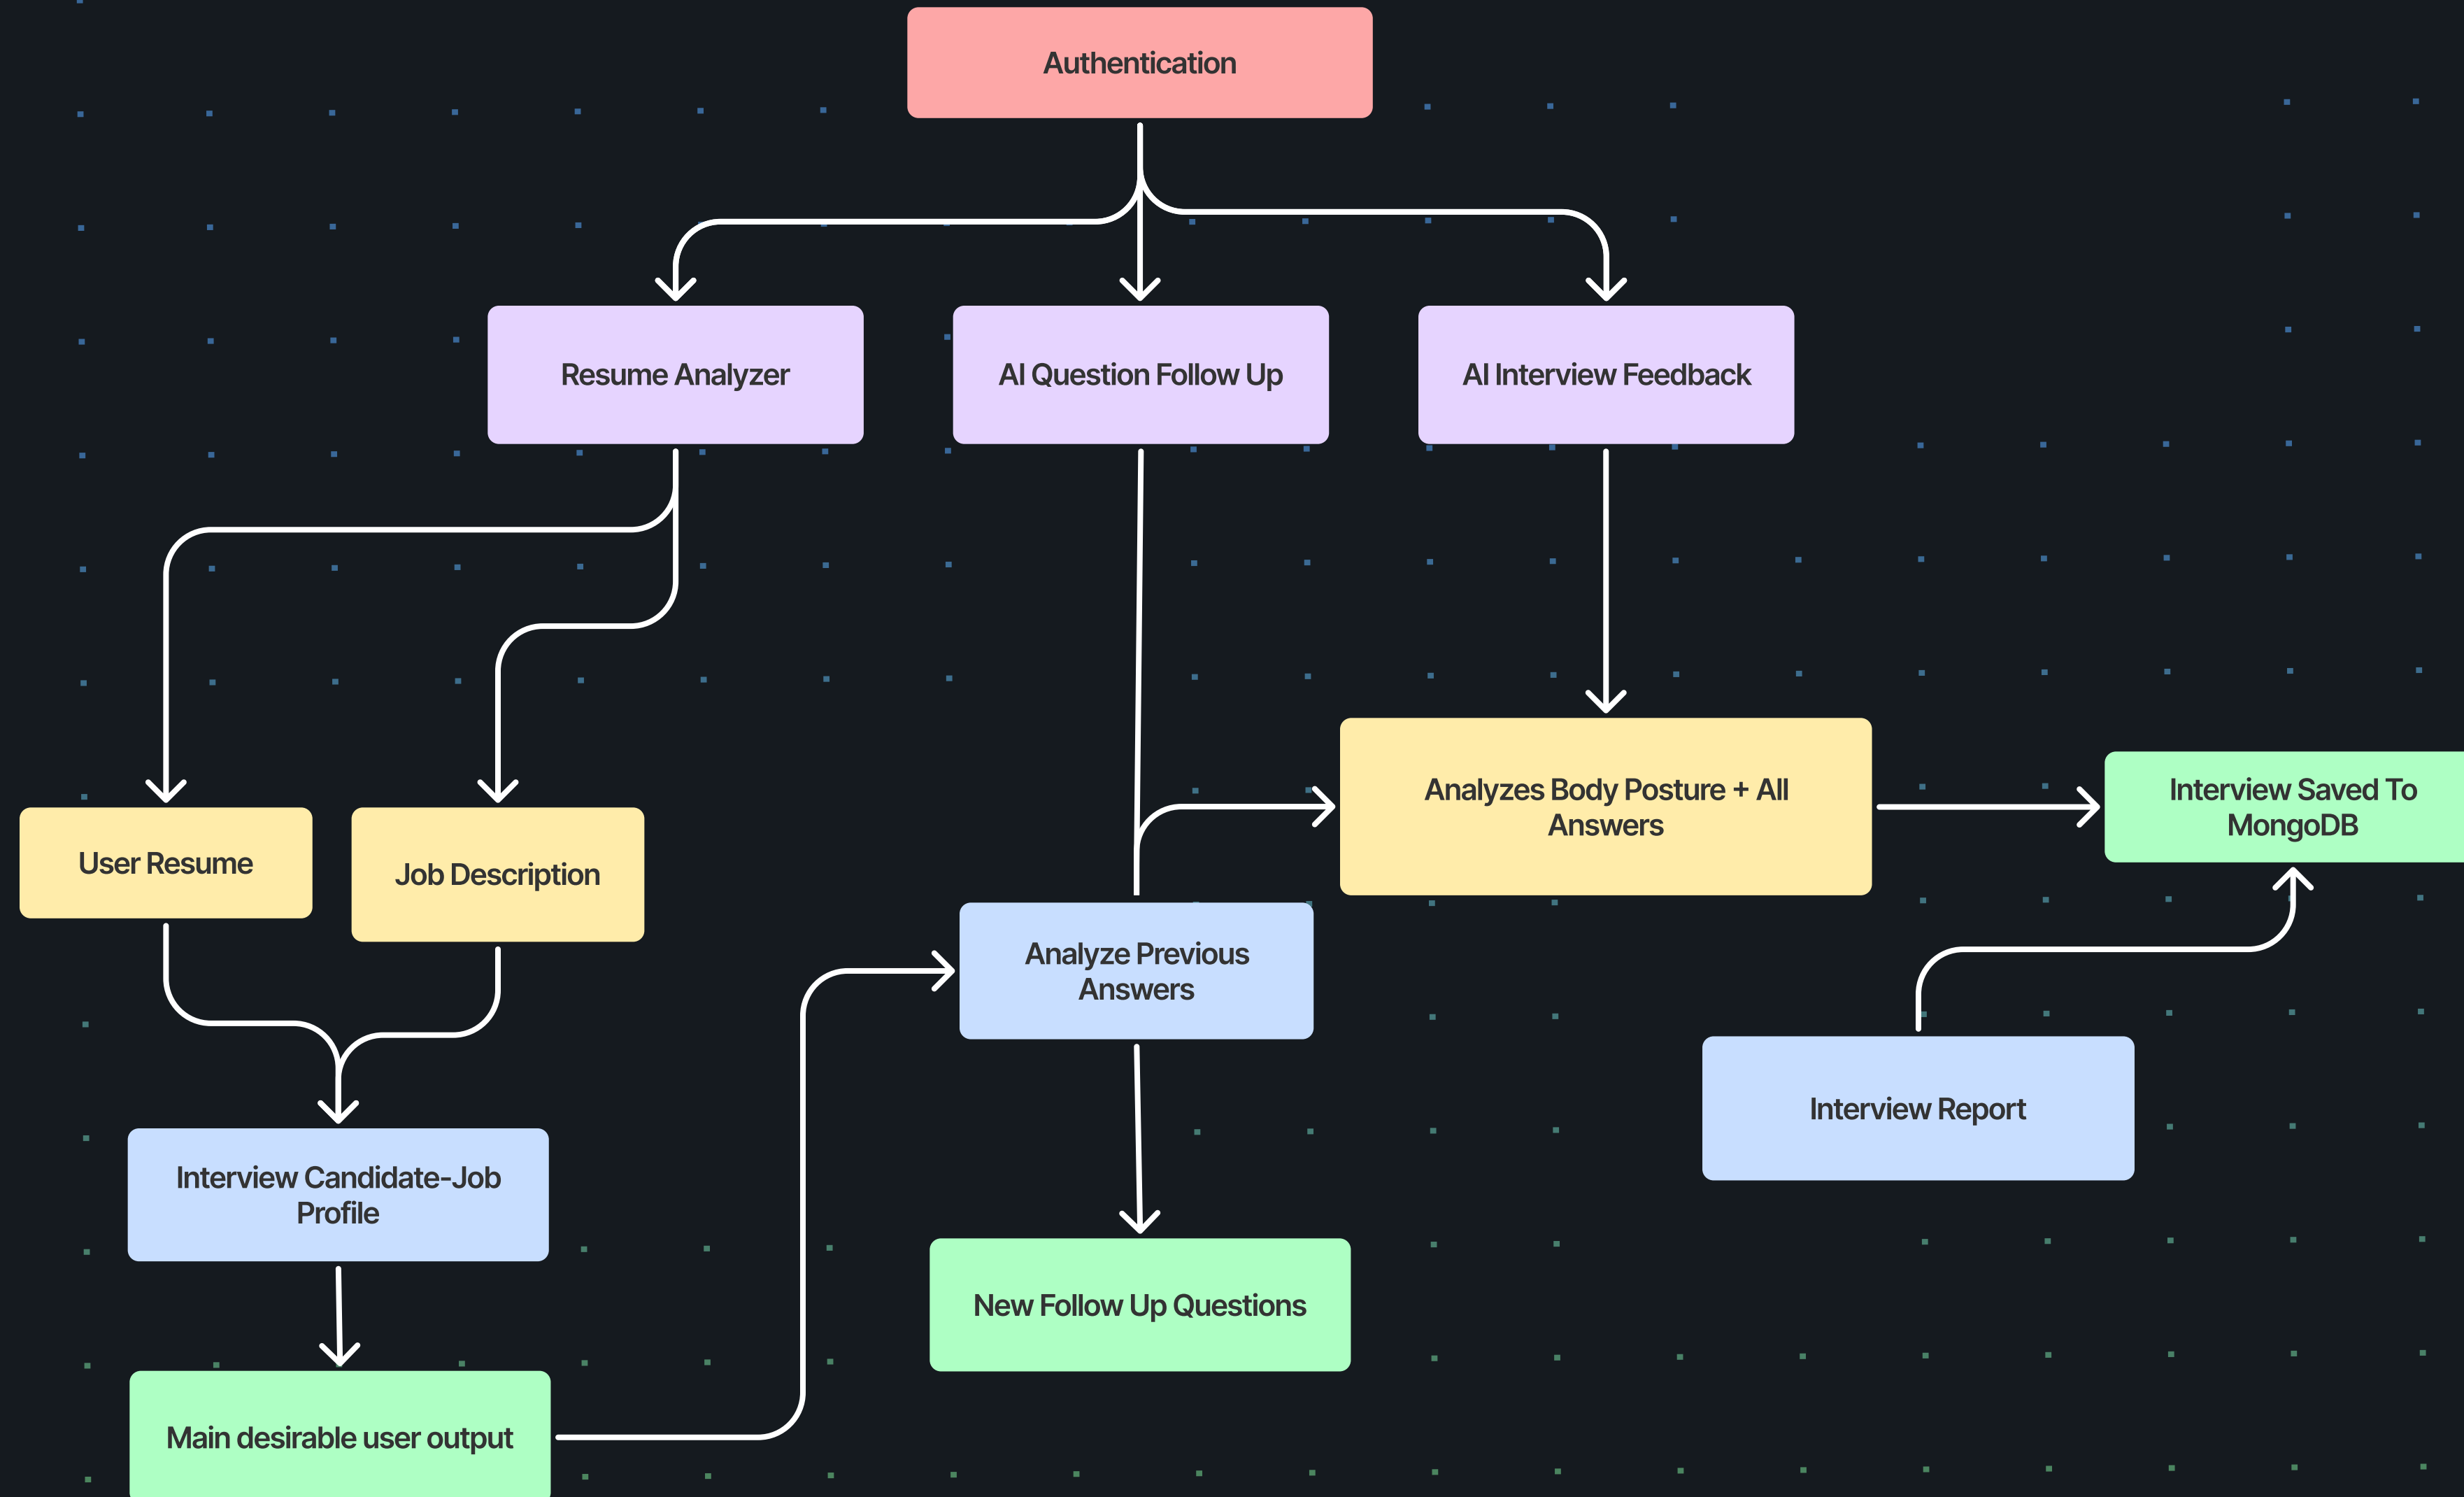 Authentication
Resume Analyzer
AI Question Follow Up
AI Interview Feedback
Analyzes Body Posture + All
Answers
Interview Saved To
MongoDB
User Resume
Job Description
Analyze Previous
Answers
Interview Report
Interview Candidate-Job
Profile
New Follow Up Questions
Main desirable user output